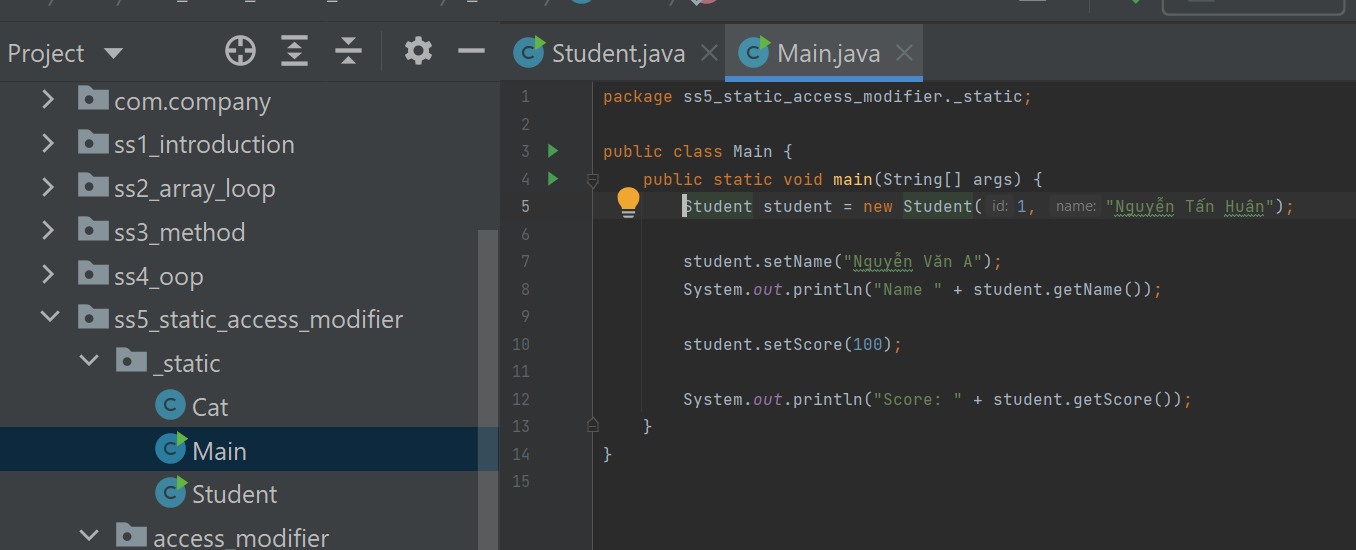 Project
Student.java
Main.java
com.company
ss1_introduction
ss2_array_loop
ss3_method
ss4_oop
ss5_static_access_modifier
_static
Cat
Main
Student
access_modifier
1 package ss5_static_access_modifier._static;
2
3 public class Main {
4 public static void main(String[] args) {
5 Student student = new Student( id: 1, name: "Nguyễn Tấn Huân");
6
7 student.setName("Nguyễn Văn A");
8 System.out.println("Name " + student.getName());
9
10 student.setScore(100);
11
12 System.out.println("Score: " + student.getScore());
13 }
14 }
15